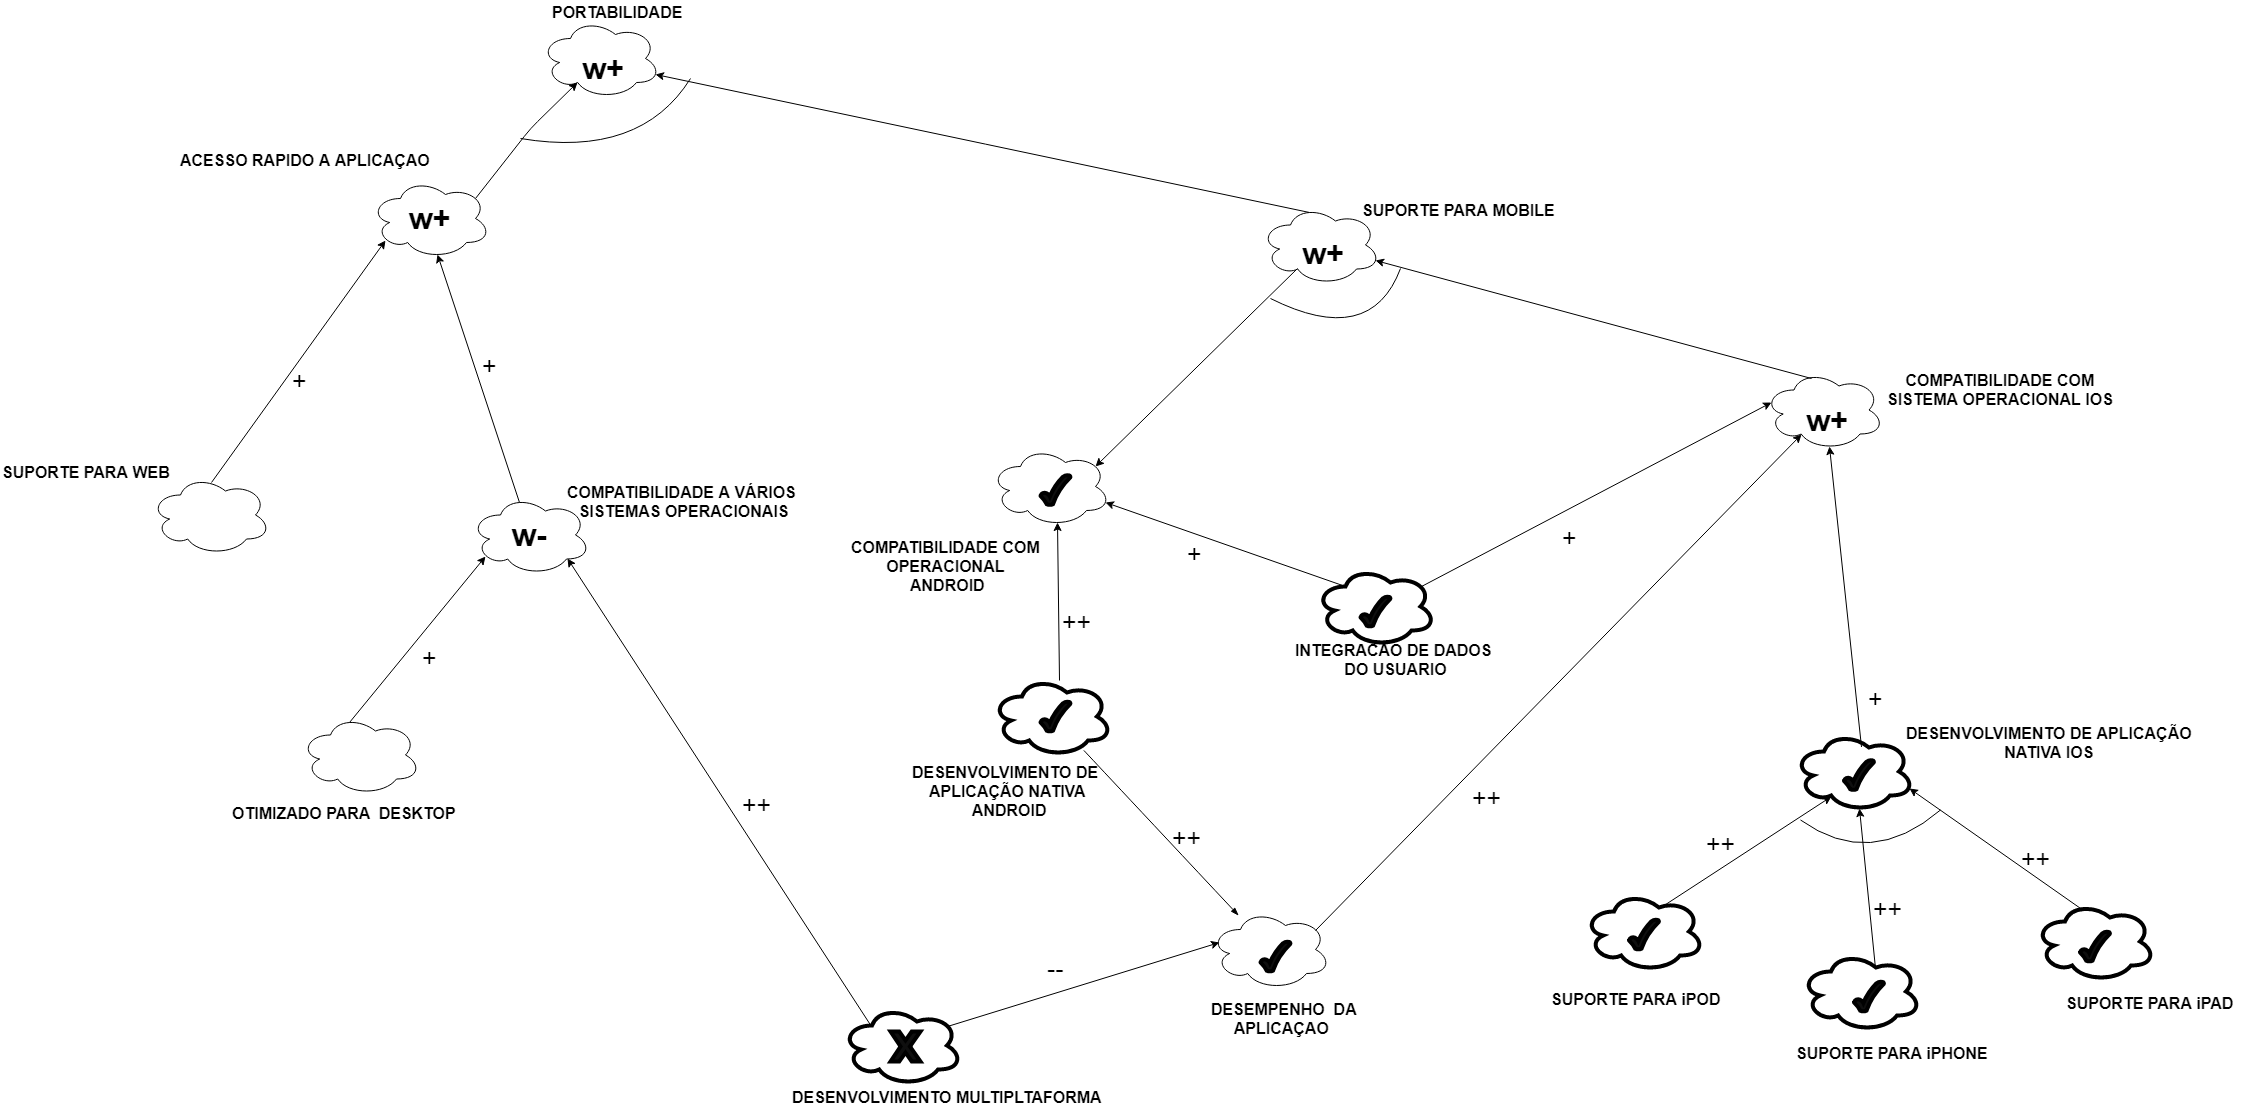 PORTABILIDADE
w+
ACESSO RAPIDO A APLICAÇAO
w+
SUPORTE PARA MOBILE
w+
+
+
COMPATIBILIDADE COM
SISTEMA OPERACIONAL IOS
w+
SUPORTE PARA WEB
COMPATIBILIDADE A VÁRIOS
SISTEMAS OPERACIONAIS
w-
COMPATIBILIDADE COM
OPERACIONAL
ANDROID
+
+
++
INTEGRACÃO DE DADOS
DO USUARIO
+
OTIMIZADO PARA  DESKTOP
++
DESENVOLVIMENTO DE
APLICAÇÃO NATIVA
ANDROID
++
++
+
DESENVOLVIMENTO DE APLICAÇÃO
NATIVA IOS
++
++
++
--
DESEMPENHO  DA
APLICAÇAO
SUPORTE PARA iPOD
SUPORTE PARA iPAD
SUPORTE PARA iPHONE
X
DESENVOLVIMENTO MULTIPLTAFORMA